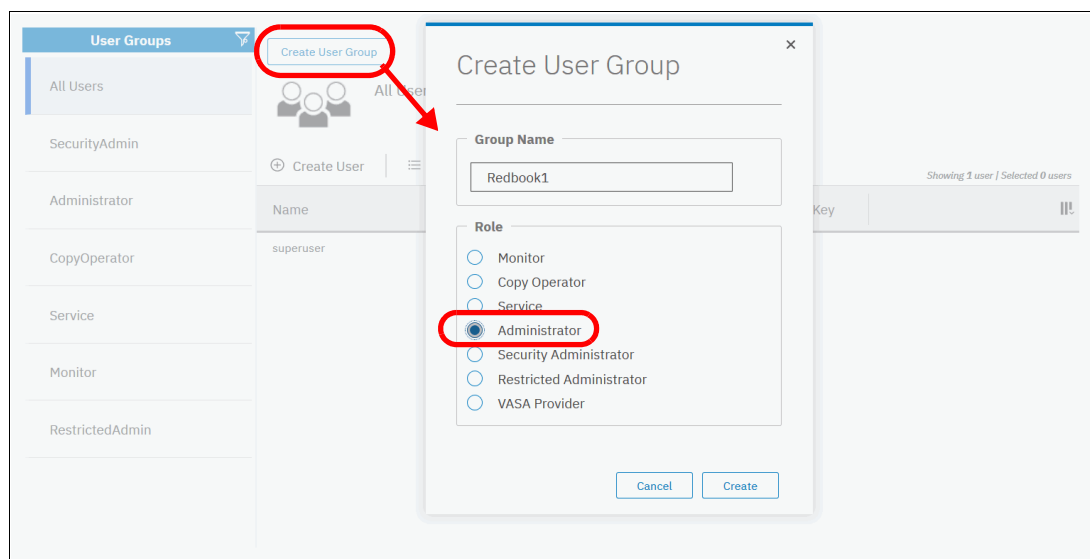 User Groups
All Users
SecurityAdmin
Administrator
CopyOperator
Service
Monitor
RestrictedAdmin
Create User Group
All User
Create User
Showing 1 user | Selected 0 users
Name
Key
superuser
Create User Group
Group Name
Redbook1
Role
Monitor
Copy Operator
Service
Administrator
Security Administrator
Restricted Administrator
VASA Provider
Cancel
Create